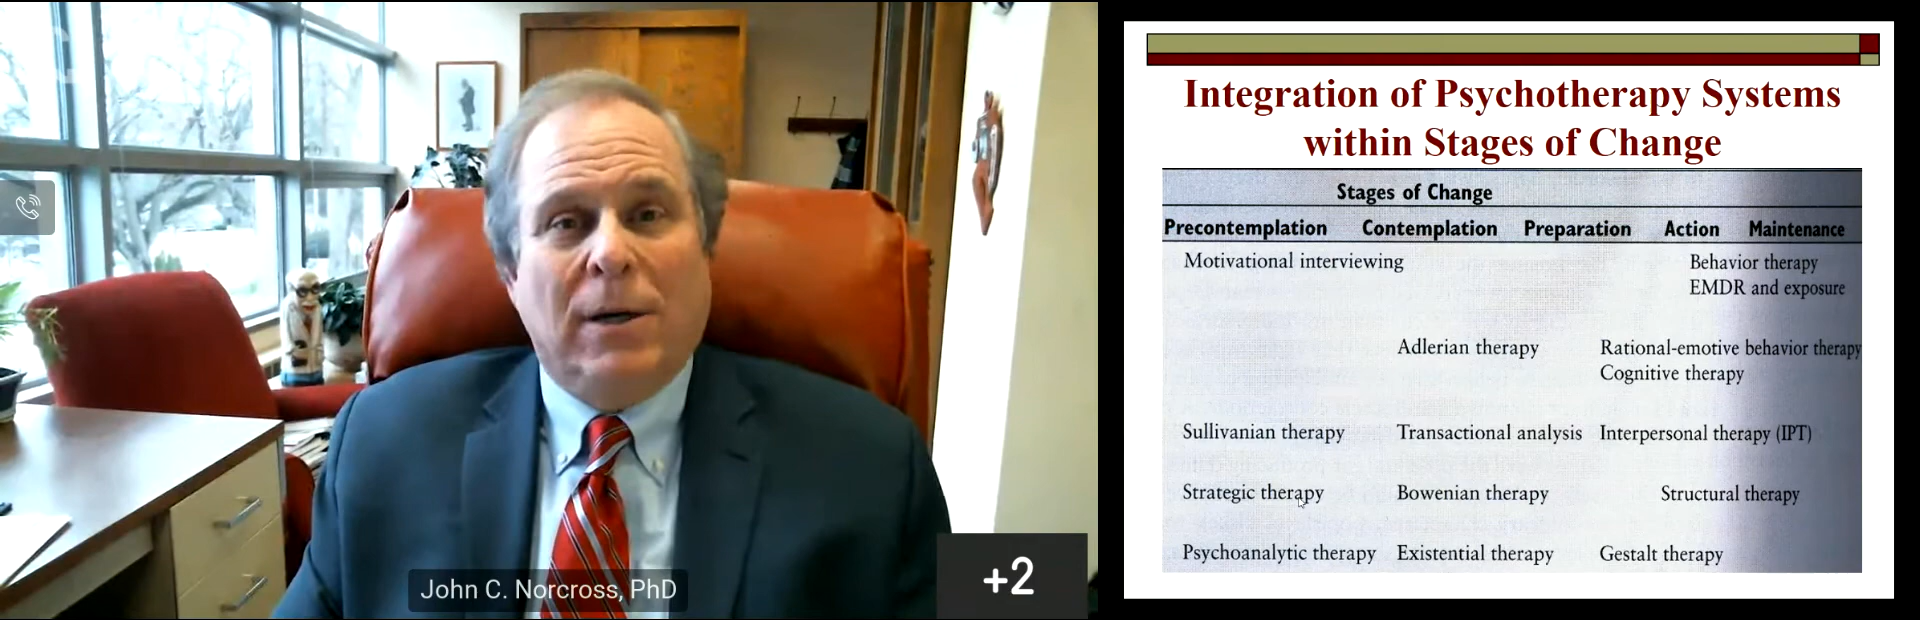 John C. Norcross, PhD
+2
Integration of Psychotherapy Systems
within Stages of Change
Stages of Change
Precontemplation Contemplation Preparation Action Maintenance
Motivational interviewing Behavior therapy
EMDR and exposure
Adlerian therapy Rational-emotive behavior therapy
Cognitive therapy
Sullivanian therapy Transactional analysis Interpersonal therapy (IPT)
Strategic therapy Bowenian therapy Structural therapy
Psychoanalytic therapy Existential therapy Gestalt therapy